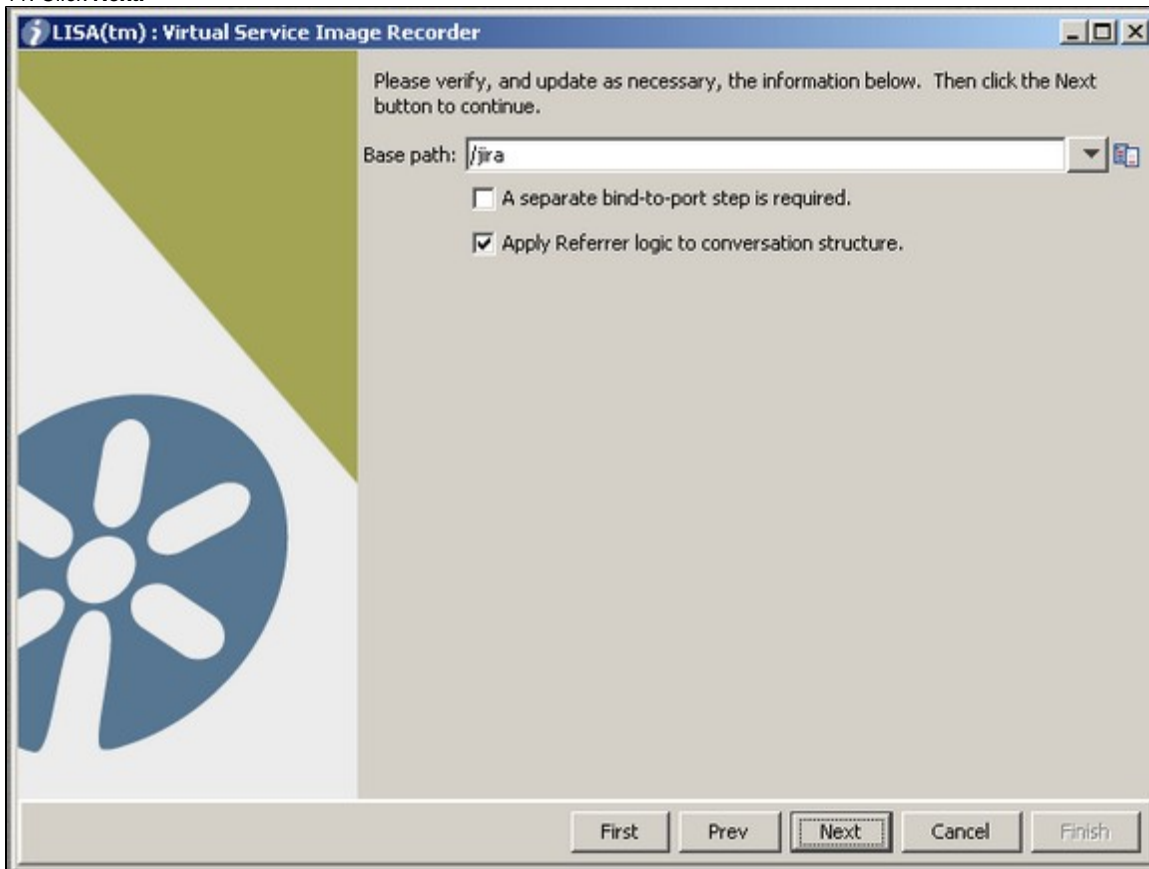 Click Next.
LISA(tm) : Virtual Service Image Recorder
Please verify, and update as necessary, the information below. Then click the Next
button to continue.
Base path: /jira
A separate bind-to-port step is required.
Apply Referrer logic to conversation structure.
First Prev Next Cancel Finish